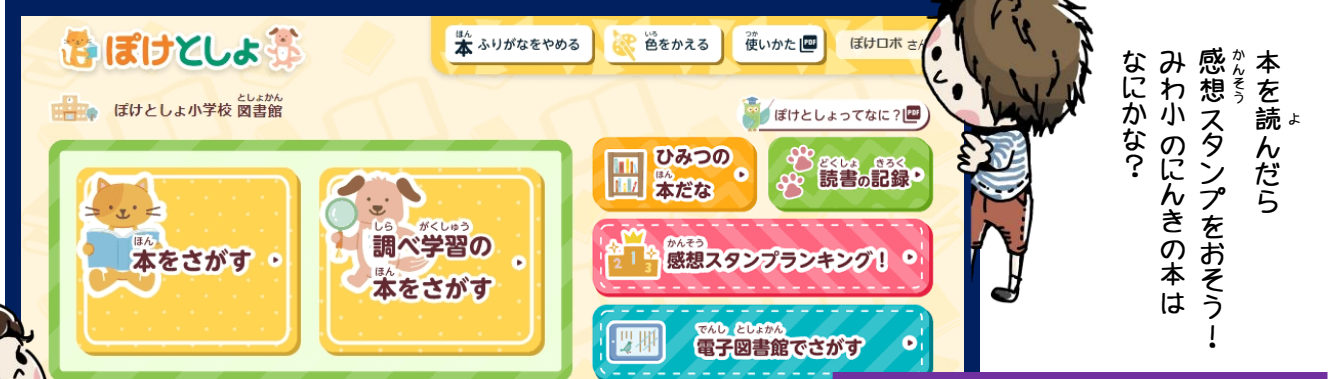 ぽけとしょ
本 ふりがなをやめる
ほん
色をかえる
いろ
使いかた PDF
つか
ぽけロボ さ
ぽけとしょ小学校 図書館
としょかん
ぽけとしょってなに? PDF
本をさがす
ほん
調べ学習の
しら がくしゅう
本をさがす
ほん
ひみつの
本だな
ほん
読書の記録
どくしょ きろく
2 1 3
感想スタンプランキング!
かんそう
電子図書館でさがす
でんし としょかん
本を読んだら
よ
感想スタンプをおそう!
かんそう
みわ小のにんきの本は
なにかな?